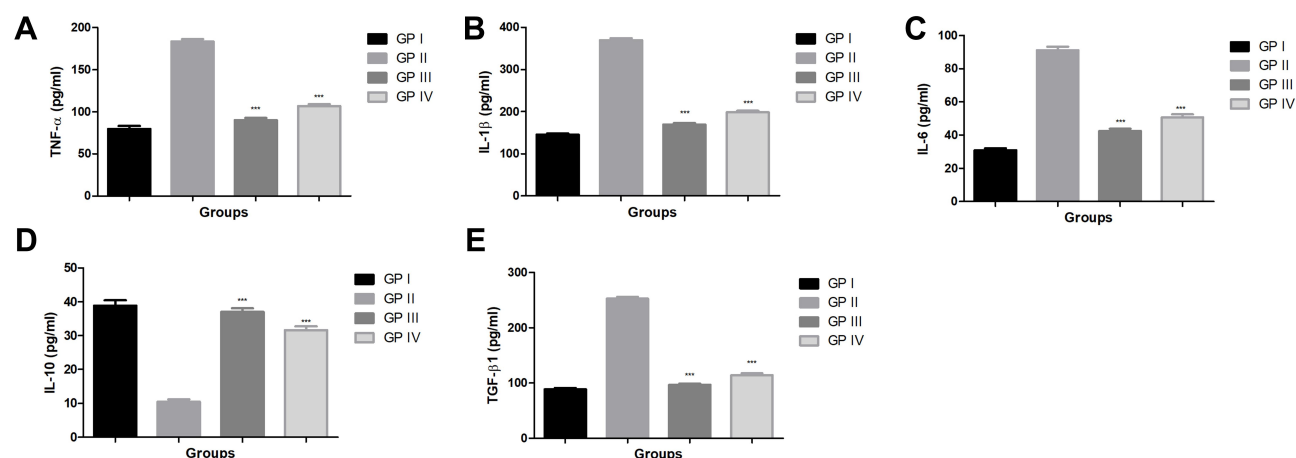 A
TNF-α (pg/ml)
200
150
100
50
0
***
***
Groups
GP I
GP II
GP III
GP IV
B
IL-1β (pg/ml)
400
300
200
100
0
***
***
Groups
GP I
GP II
GP III
GP IV
C
IL-6 (pg/ml)
100
80
60
40
20
0
***
***
Groups
GP I
GP II
GP III
GP IV
D
IL-10 (pg/ml)
50
40
30
20
10
0
***
***
Groups
GP I
GP II
GP III
GP IV
E
TGF-β1 (pg/ml)
300
200
100
0
***
***
Groups
GP I
GP II
GP III
GP IV